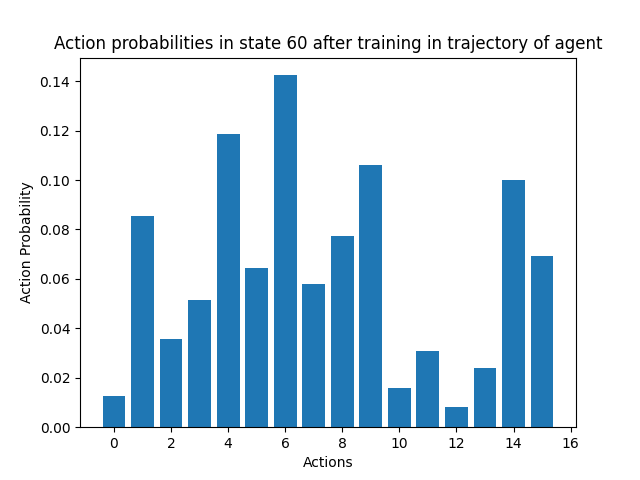 Action probabilities in state 60 after training in trajectory of agent
0.14
0.12
0.10
0.08
0.06
0.04
0.02
0.00
Action Probability
0 2 4 6 8 10 12 14 16
Actions